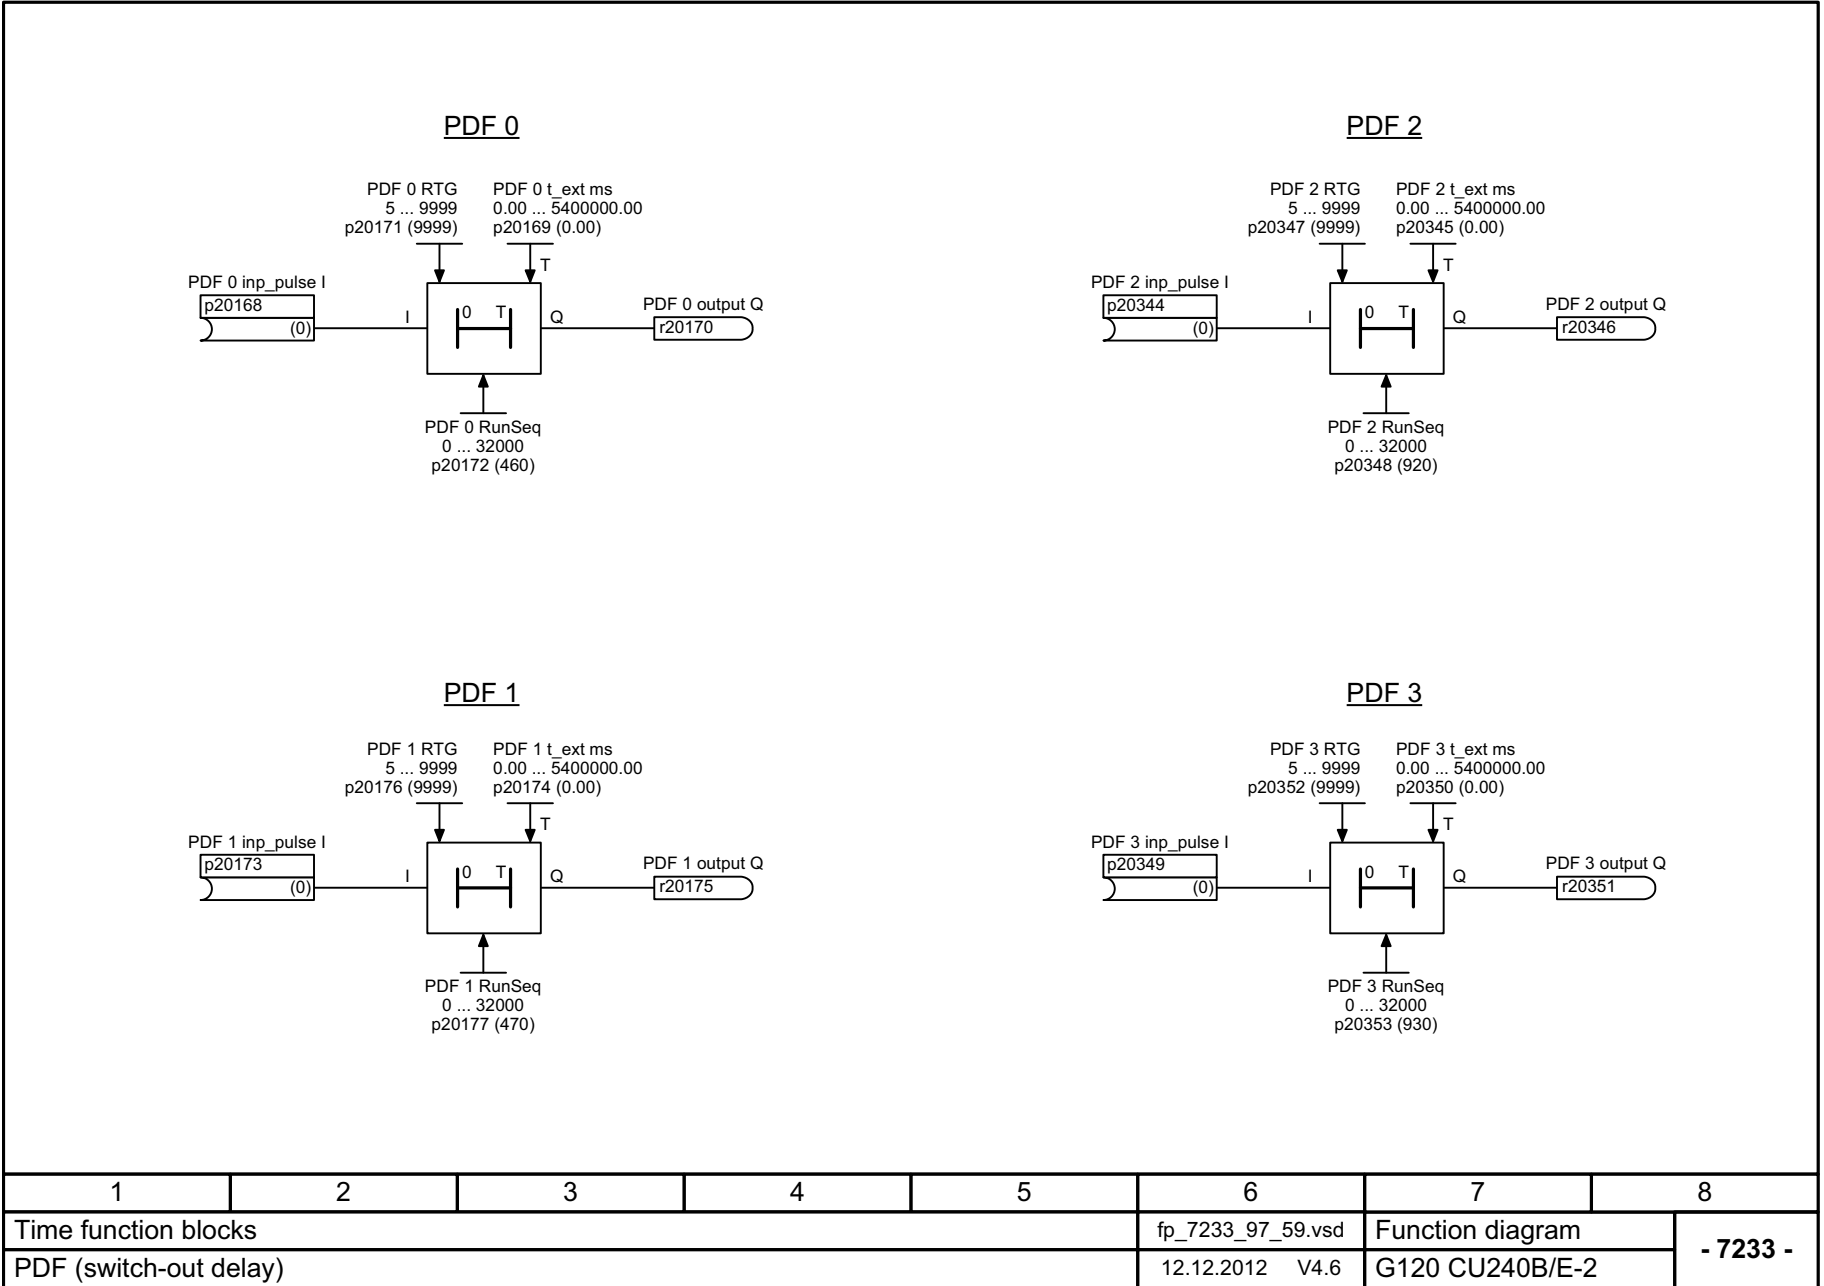 PDF 0
PDF 0 RTG
5 ... 9999
p20171 (9999)
PDF 0 t_ext ms
0.00 ... 5400000.00
p20169 (0.00)
T
PDF 0 inp_pulse I
p20168
(0)
I
0 T
Q
PDF 0 output Q
r20170
PDF 0 RunSeq
0 ... 32000
p20172 (460)
PDF 2
PDF 2 RTG
5 ... 9999
p20347 (9999)
PDF 2 t_ext ms
0.00 ... 5400000.00
p20345 (0.00)
T
PDF 2 inp_pulse I
p20344
(0)
I
0 T
Q
PDF 2 output Q
r20346
PDF 2 RunSeq
0 ... 32000
p20348 (920)
PDF 1
PDF 1 RTG
5 ... 9999
p20176 (9999)
PDF 1 t_ext ms
0.00 ... 5400000.00
p20174 (0.00)
T
PDF 1 inp_pulse I
p20173
(0)
I
0 T
Q
PDF 1 output Q
r20175
PDF 1 RunSeq
0 ... 32000
p20177 (470)
PDF 3
PDF 3 RTG
5 ... 9999
p20352 (9999)
PDF 3 t_ext ms
0.00 ... 5400000.00
p20350 (0.00)
T
PDF 3 inp_pulse I
p20349
(0)
I
0 T
Q
PDF 3 output Q
r20351
PDF 3 RunSeq
0 ... 32000
p20353 (930)
1 2 3 4 5 6 7 8
Time function blocks
fp_7233_97_59.vsd
Function diagram
- 7233 -
PDF (switch-out delay)
12.12.2012 V4.6
G120 CU240B/E-2